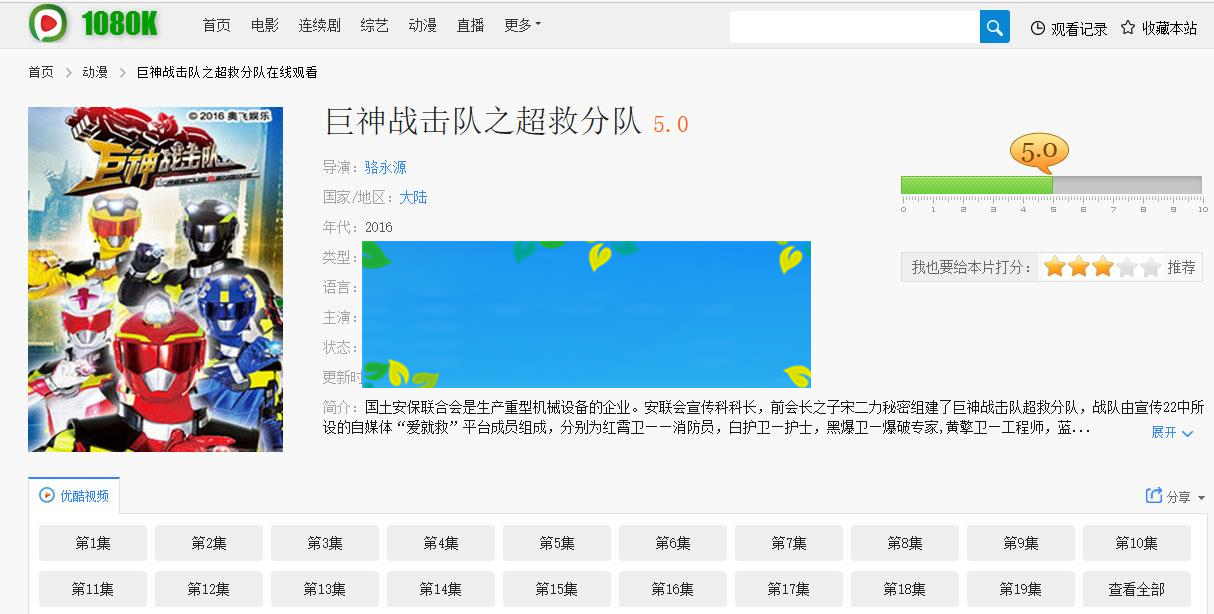 1080K
首页 电影 连续剧 综艺 动漫 直播 更多
观看记录 收藏本站
首页 > 动漫 > 巨神战击队之超救分队在线观看
© 2016 奥飞娱乐
巨神战击队
巨神战击队之超救分队 5.0
导演：骆永源
国家/地区：大陆
年代：2016
类型：
语言：
主演：
状态：
更新时
简介：国土安保联合会是生产重型机械设备的企业。安联会宣传科科长，前会长之子宋二力秘密组建了巨神战击队超救分队，战队由宣传22中所
设的自媒体“爱就救”平台成员组成，分别为红霄卫——消防员，白护卫—护士，黑爆卫—爆破专家,黄擎卫—工程师，蓝...
展开
5.0
0 1 2 3 4 5 6 7 8 9 10
我也要给本片打分： 推荐
优酷视频
分享
第1集 第2集 第3集 第4集 第5集 第6集 第7集 第8集 第9集 第10集
第11集 第12集 第13集 第14集 第15集 第16集 第17集 第18集 第19集 查看全部